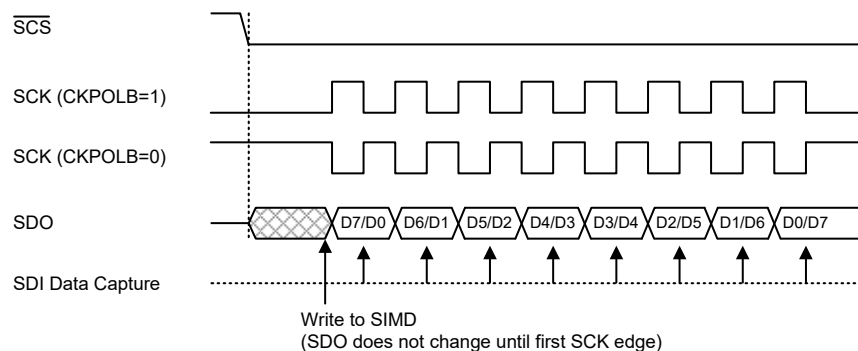 SCS
SCK (CKPOLB=1)
SCK (CKPOLB=0)
SDO D7/D0 D6/D1 D5/D2 D4/D3 D3/D4 D2/D5 D1/D6 D0/D7
SDI Data Capture
Write to SIMD
(SDO does not change until first SCK edge)